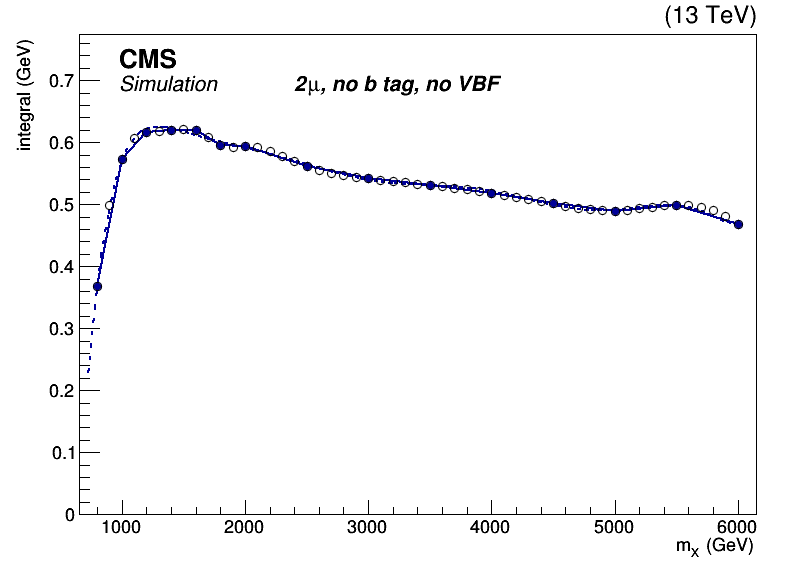 (13 TeV)
integral (GeV)
CMS
Simulation
2μ, no b tag, no VBF
0.7
0.6
0.5
0.4
0.3
0.2
0.1
0
1000 2000 3000 4000 5000 6000
mX (GeV)